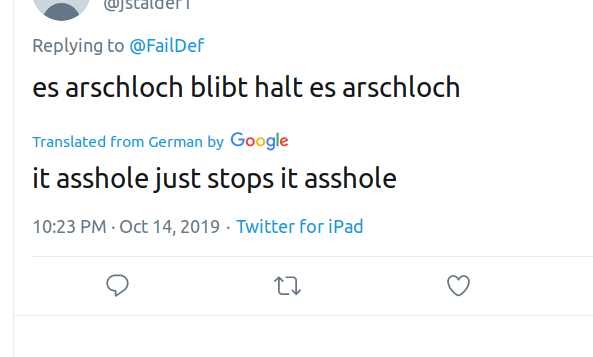 @jstalder1
Replying to @FailDef
es arschloch blibt halt es arschloch
Translated from German by Google
it asshole just stops it asshole
10:23 PM · Oct 14, 2019 · Twitter for iPad